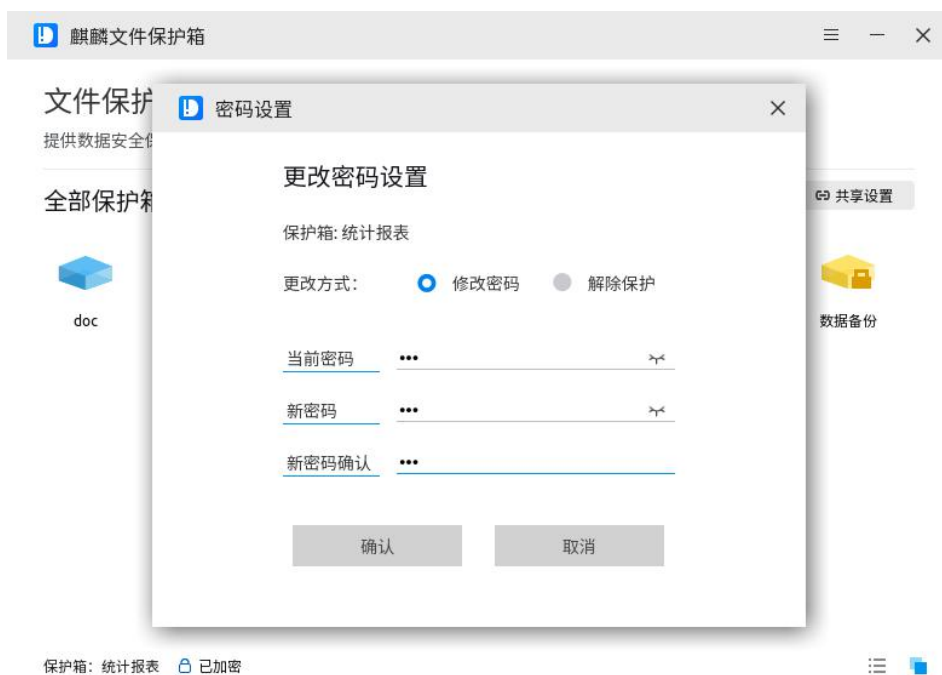 麒麟文件保护箱
文件保护
提供数据安全保
全部保护箱
共享设置
doc
数据备份
密码设置
更改密码设置
保护箱: 统计报表
更改方式：
修改密码
解除保护
当前密码 •••
新密码 •••
新密码确认 •••
确认
取消
保护箱：统计报表
已加密